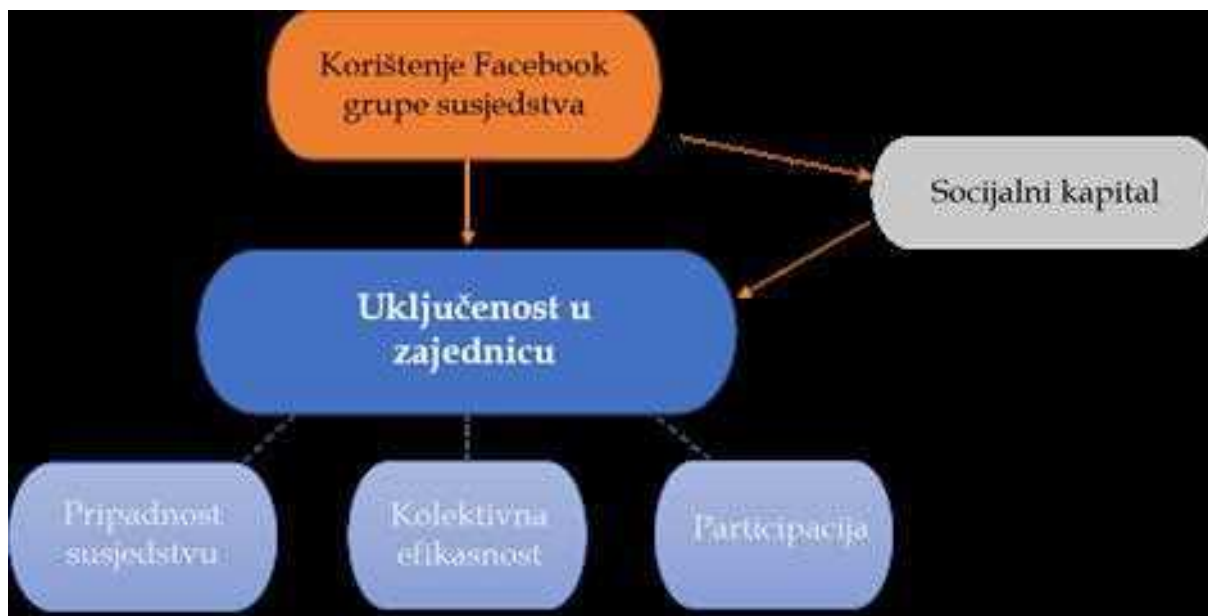 Korištenje Facebook
grupe susjedstva
Socijalni kapital
Uključenost u
zajednicu
Pripadnost
susjedstvu
Kolektivna
efikasnost
Participacija